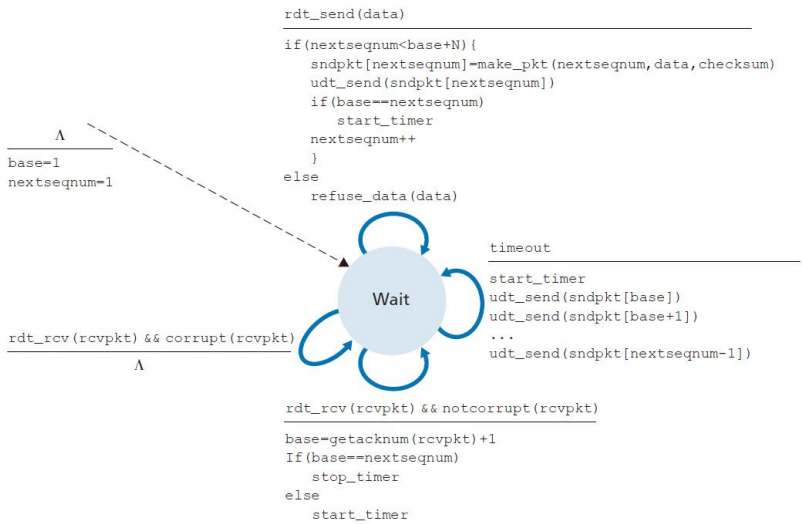 rdt_send(data)
if(nextseqnum<base+N){
sndpkt[nextseqnum]=make_pkt(nextseqnum,data,checksum)
udt_send(sndpkt[nextseqnum])
if(base==nextseqnum)
start_timer
nextseqnum++
}
else
refuse_data(data)
Λ
base=1
nextseqnum=1
Wait
timeout
start_timer
udt_send(sndpkt[base])
udt_send(sndpkt[base+1])
...
udt_send(sndpkt[nextseqnum-1])
rdt_rcv(rcvpkt) && corrupt(rcvpkt)
Λ
rdt_rcv(rcvpkt) && notcorrupt(rcvpkt)
base=getacknum(rcvpkt)+1
If(base==nextseqnum)
stop_timer
else
start_timer